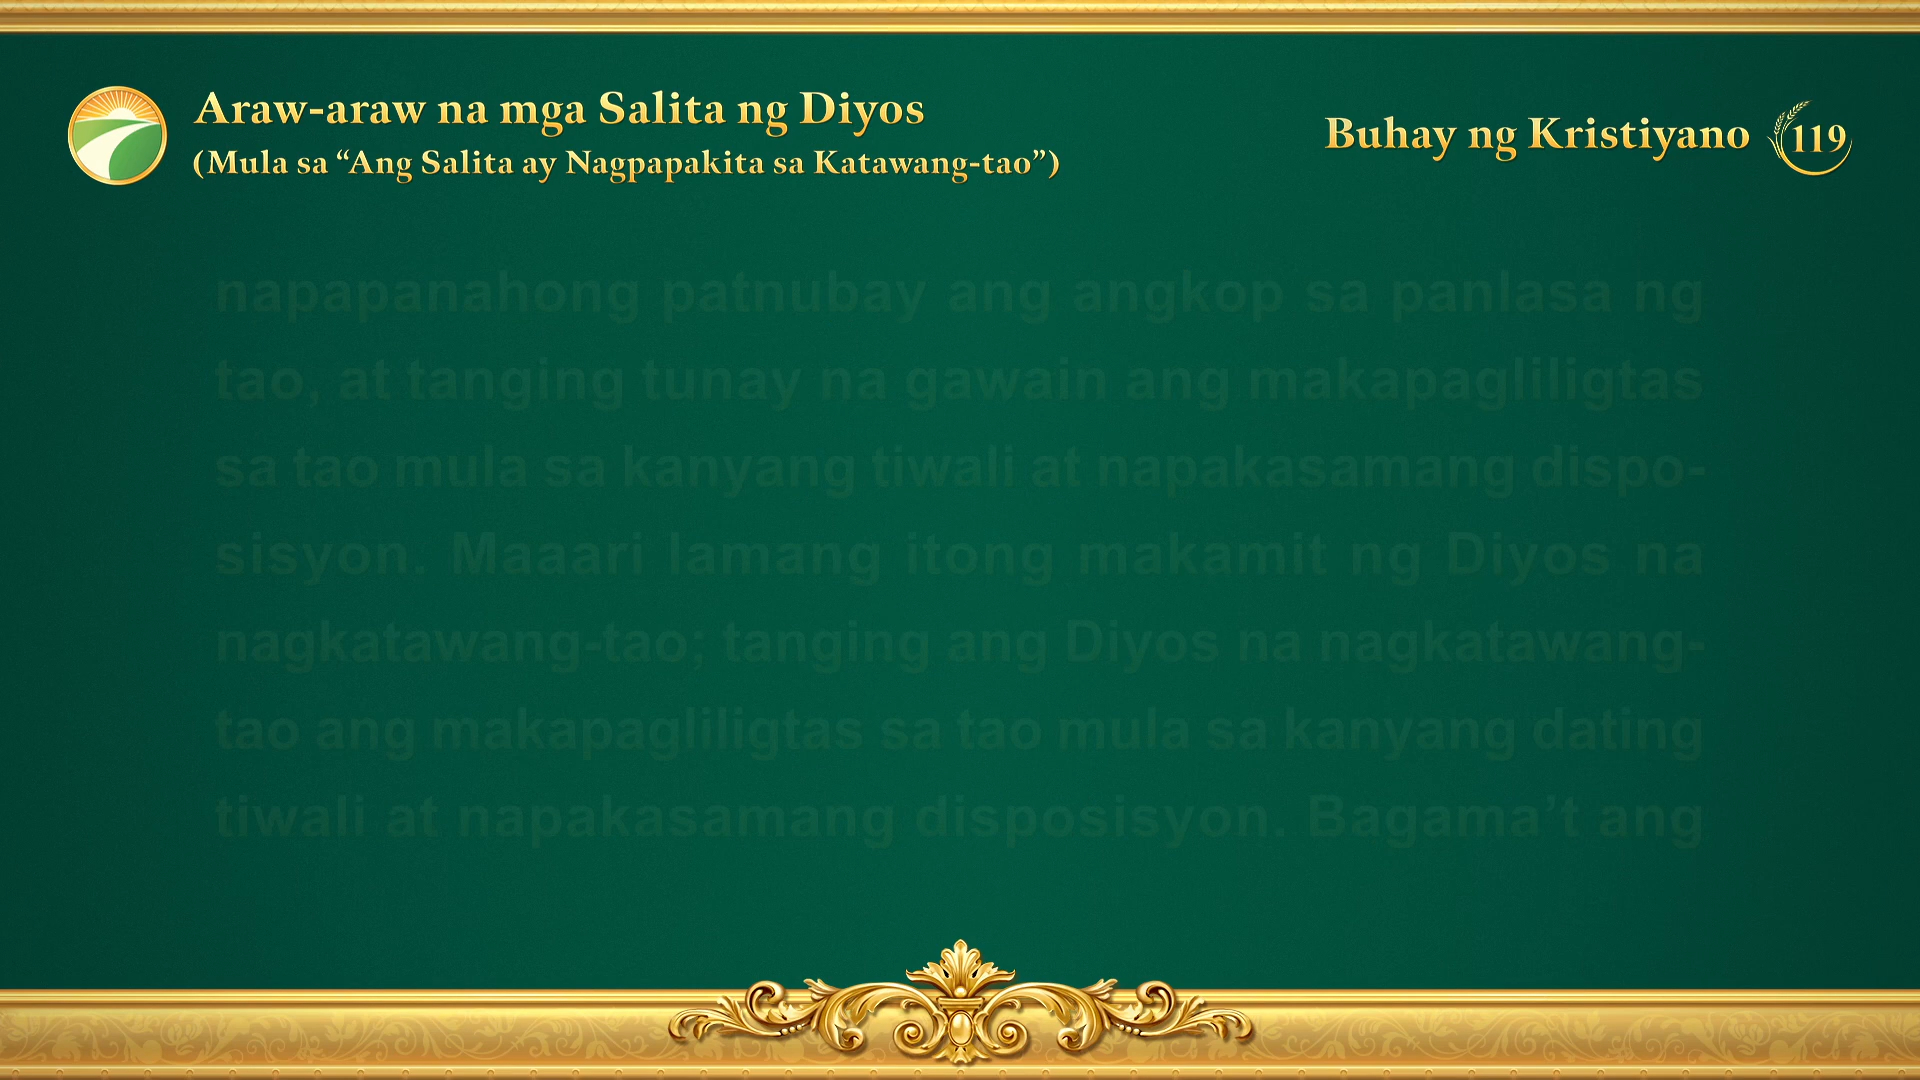 Araw-araw na mga Salita ng Diyos
(Mula sa “Ang Salita ay Nagpapakita sa Katawang-tao”)
Buhay ng Kristiyano 119
napapanahong patnubay ang angkop sa panlasa ng
tao, at tanging tunay na gawain ang makapagliligtas
sa tao mula sa kanyang tiwali at napakasamang dispo-
sisyon. Maaari lamang itong makamit ng Diyos na
nagkatawang-tao; tanging ang Diyos na nagkatawang-
tao ang makapagliligtas sa tao mula sa kanyang dating
tiwali at napakasamang disposisyon. Bagama’t ang